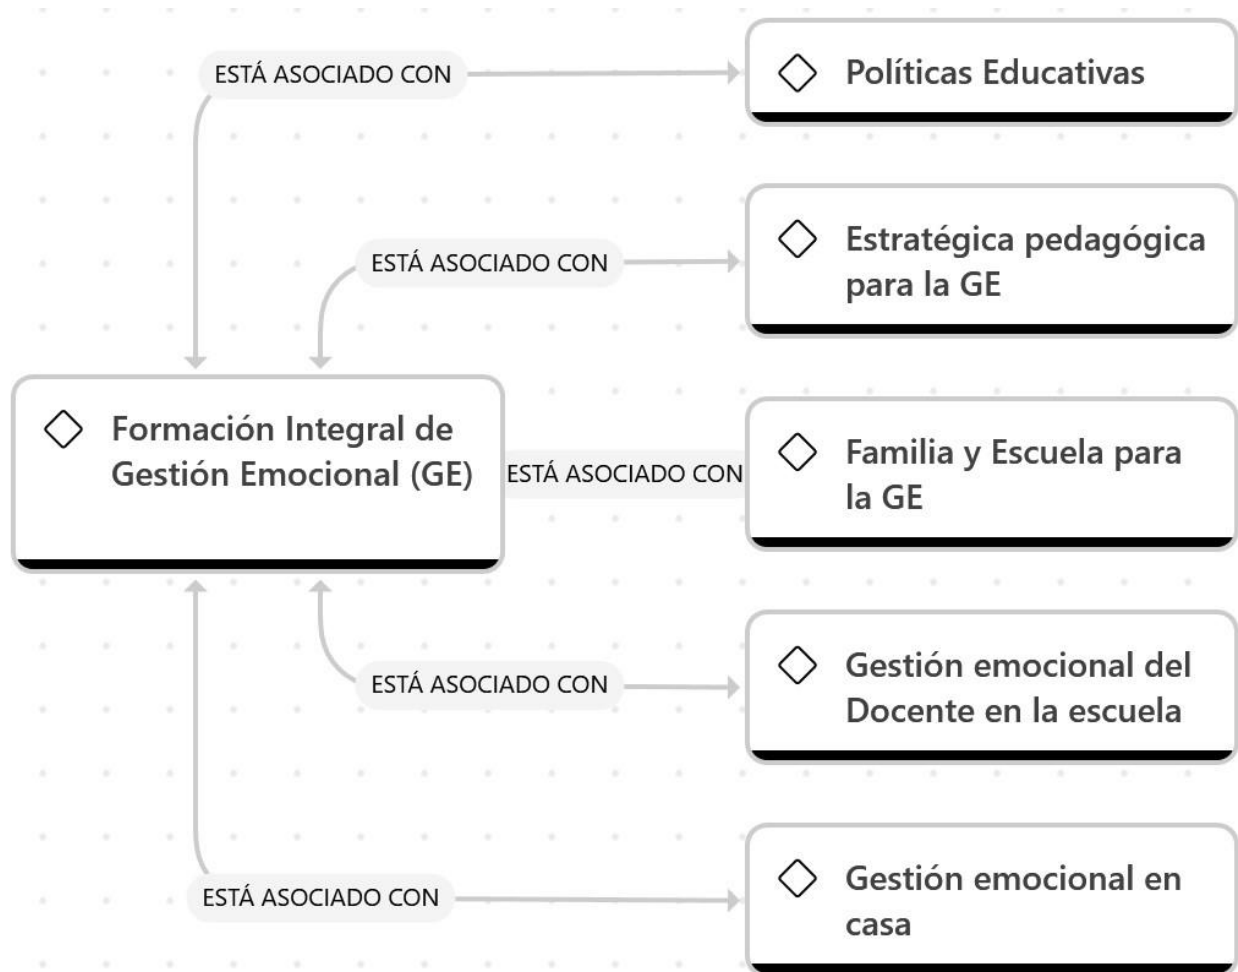 ESTÁ ASOCIADO CON
Políticas Educativas
ESTÁ ASOCIADO CON
Estratégica pedagógica
para la GE
Formación Integral de
Gestión Emocional (GE)
ESTÁ ASOCIADO CON
Familia y Escuela para
la GE
ESTÁ ASOCIADO CON
Gestión emocional del
Docente en la escuela
ESTÁ ASOCIADO CON
Gestión emocional en
casa